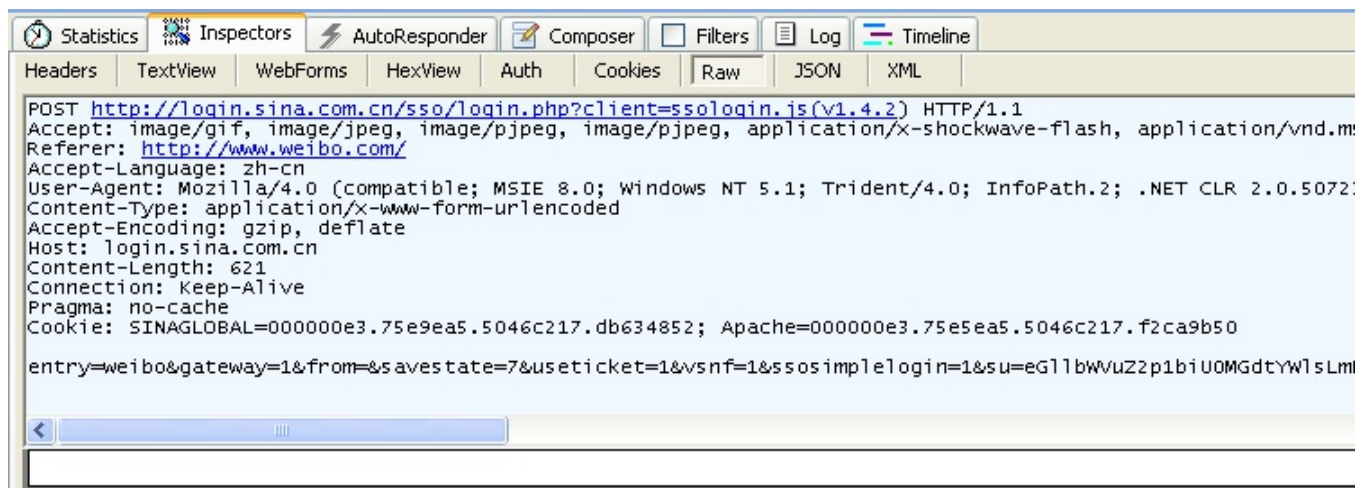 Statistics Inspectors AutoResponder Composer Filters Log Timeline
Headers TextView WebForms HexView Auth Cookies Raw JSON XML
POST http://login.sina.com.cn/sso/login.php?client=ssologin.js(v1.4.2) HTTP/1.1
Accept: image/gif, image/jpeg, image/pjpeg, image/pjpeg, application/x-shockwave-flash, application/vnd.ms
Referer: http://www.weibo.com/
Accept-Language: zh-cn
User-Agent: Mozilla/4.0 (compatible; MSIE 8.0; Windows NT 5.1; Trident/4.0; InfoPath.2; .NET CLR 2.0.5072
Content-Type: application/x-www-form-urlencoded
Accept-Encoding: gzip, deflate
Host: login.sina.com.cn
Content-Length: 621
Connection: Keep-Alive
Pragma: no-cache
Cookie: SINAGLOBAL=000000e3.75e9ea5.5046c217.db634852; Apache=000000e3.75e5ea5.5046c217.f2ca9b50
entry=weibo&gateway=1&from=&savestate=7&useticket=1&vsnf=1&ssosimplelogin=1&su=eGllbWVuZ2p1biU0MGdtYWlsLm